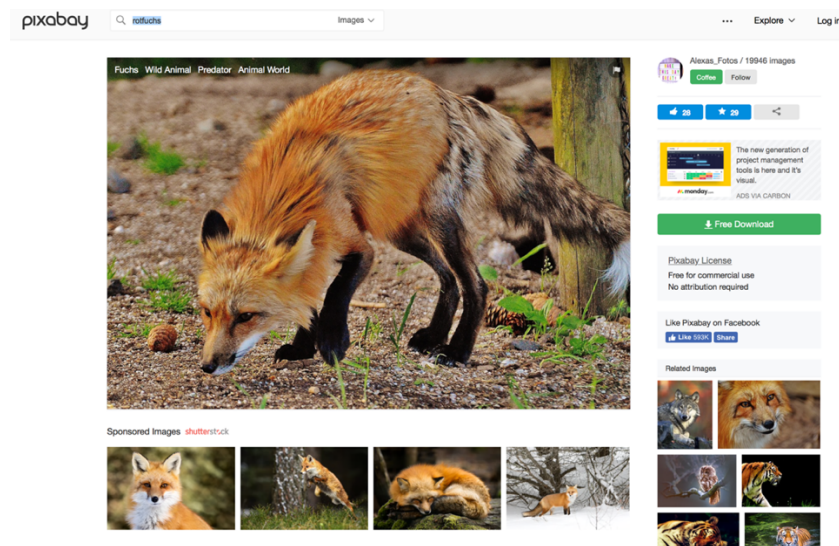 pixabay
rotfuchs
Images
Explore
Log in
Fuchs Wild Animal Predator Animal World
Alexas_Fotos / 19946 images
Coffee
Follow
28
29
The new generation of
project management
tools is here and it's
visual.
monday....
ADS VIA CARBON
Free Download
Pixabay License
Free for commercial use
No attribution required
Like Pixabay on Facebook
Like 593K
Share
Related Images
Sponsored Images shutterstock